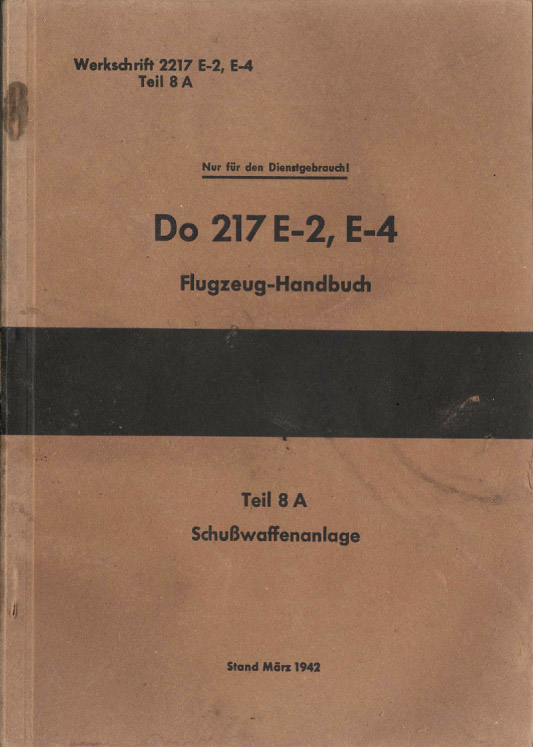 Werkschrift 2217 E-2, E-4
Teil 8 A
Nur für den Dienstgebrauch!
Do 217 E-2, E-4
Flugzeug-Handbuch
Teil 8 A
Schußwaffenanlage
Stand März 1942